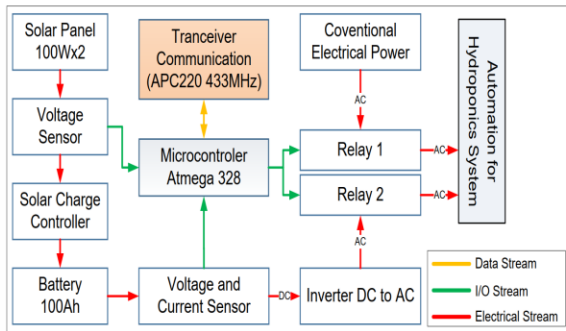 Solar Panel
100Wx2
Tranceiver
Communication
(APC220 433MHz)
Coventional
Electrical Power
Automation for
Hydroponics System
Voltage
Sensor
AC
Microcontroler
Atmega 328
Relay 1
AC
Relay 2
AC
Solar Charge
Controller
AC
Battery
100Ah
Voltage and
Current Sensor
DC
Inverter DC to AC
Data Stream
I/O Stream
Electrical Stream